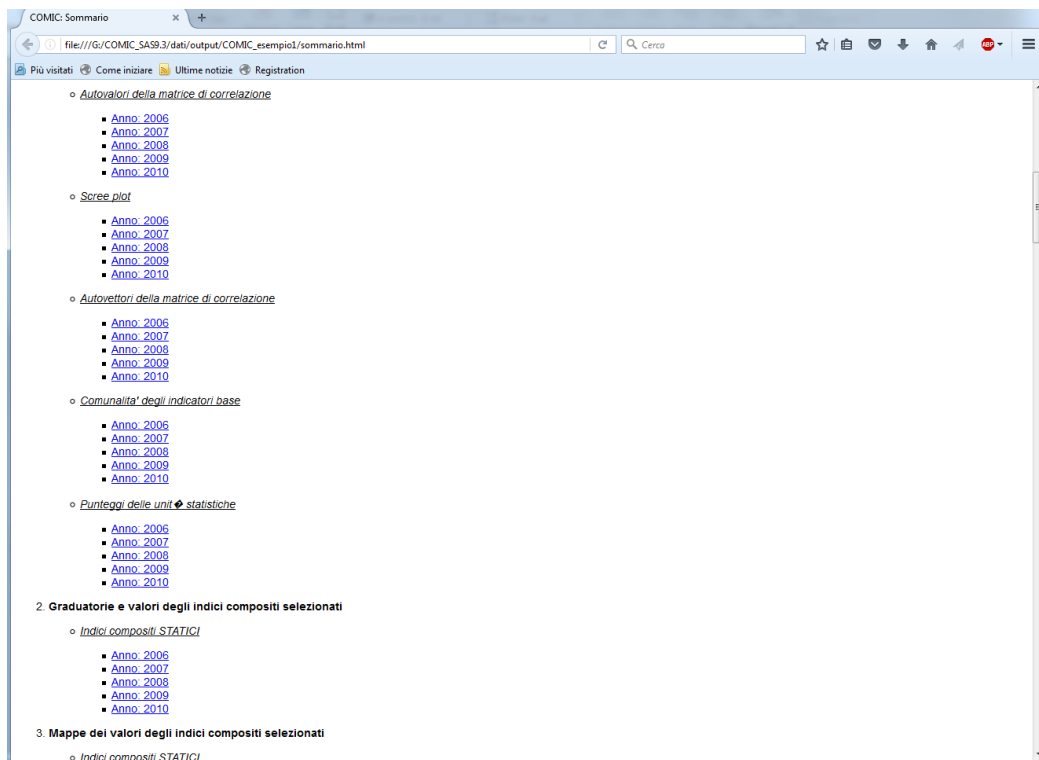 COMIC: Sommario × +
file:///G:/COMIC_SAS9.3/dati/output/COMIC_esempio1/sommario.html
Cerca
ABP
Più visitati Come iniziare Ultime notizie Registration
Autovalori della matrice di correlazione
Anno: 2006
Anno: 2007
Anno: 2008
Anno: 2009
Anno: 2010
Scree plot
Anno: 2006
Anno: 2007
Anno: 2008
Anno: 2009
Anno: 2010
Autovettori della matrice di correlazione
Anno: 2006
Anno: 2007
Anno: 2008
Anno: 2009
Anno: 2010
Comunalita' degli indicatori base
Anno: 2006
Anno: 2007
Anno: 2008
Anno: 2009
Anno: 2010
Punteggi delle unit� statistiche
Anno: 2006
Anno: 2007
Anno: 2008
Anno: 2009
Anno: 2010
2. Graduatorie e valori degli indici compositi selezionati
Indici compositi STATICI
Anno: 2006
Anno: 2007
Anno: 2008
Anno: 2009
Anno: 2010
3. Mappe dei valori degli indici compositi selezionati
Indici compositi STATICI